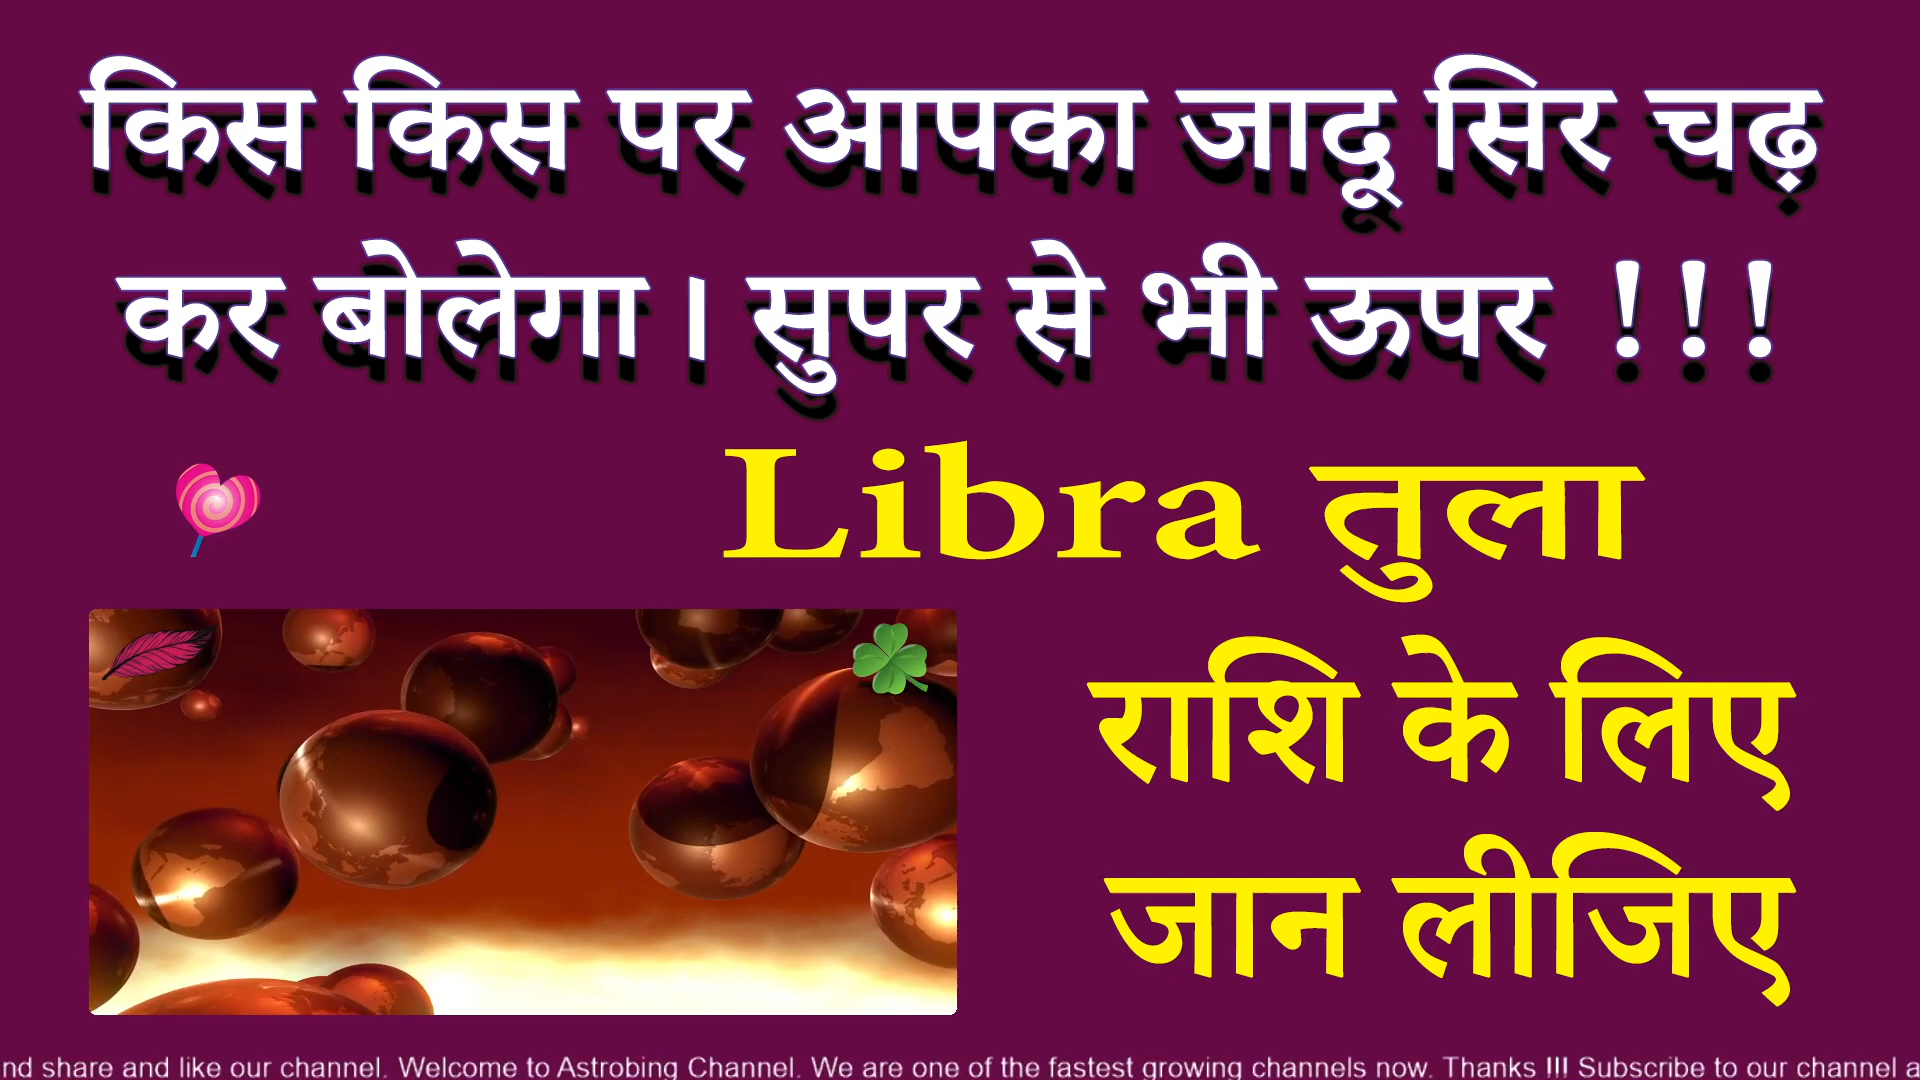 किस किस पर आपका जादू सिर चढ़
कर बोलेगा । सुपर से भी ऊपर !!!
Libra तुला
राशि के लिए
जान लीजिए
nd share and like our channel. Welcome to Astrobing Channel. We are one of the fastest growing channels now. Thanks !!! Subscribe to our channel a